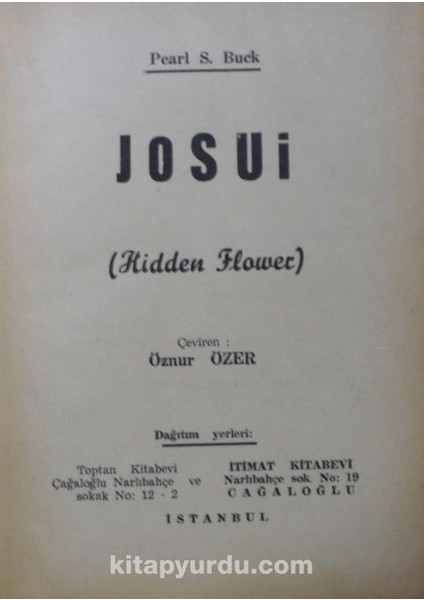 Pearl S. Buck
JOSUi
(Hidden Flower)
Çeviren :
Öznur ÖZER
Dağıtım yerleri:
Toptan Kitabevi
Çağaloğlu Narlıbahçe ve
sokak No: 12 - 2
İTİMAT KİTABEVİ
Narlıbahçe sok. No: 19
CAĞALOĞLU
İSTANBUL
kitapyurdu.com